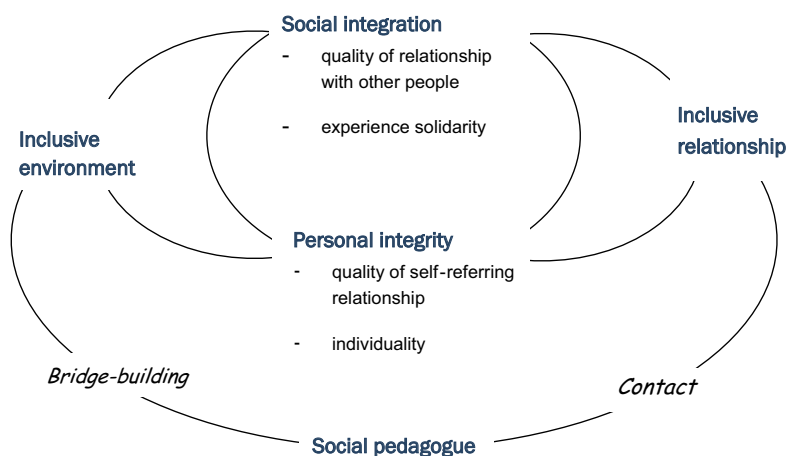 Social integration
- quality of relationship
with other people
- experience solidarity
Inclusive
environment
Inclusive
relationship
Personal integrity
- quality of self-referring
relationship
- individuality
Bridge-building
Contact
Social pedagogue